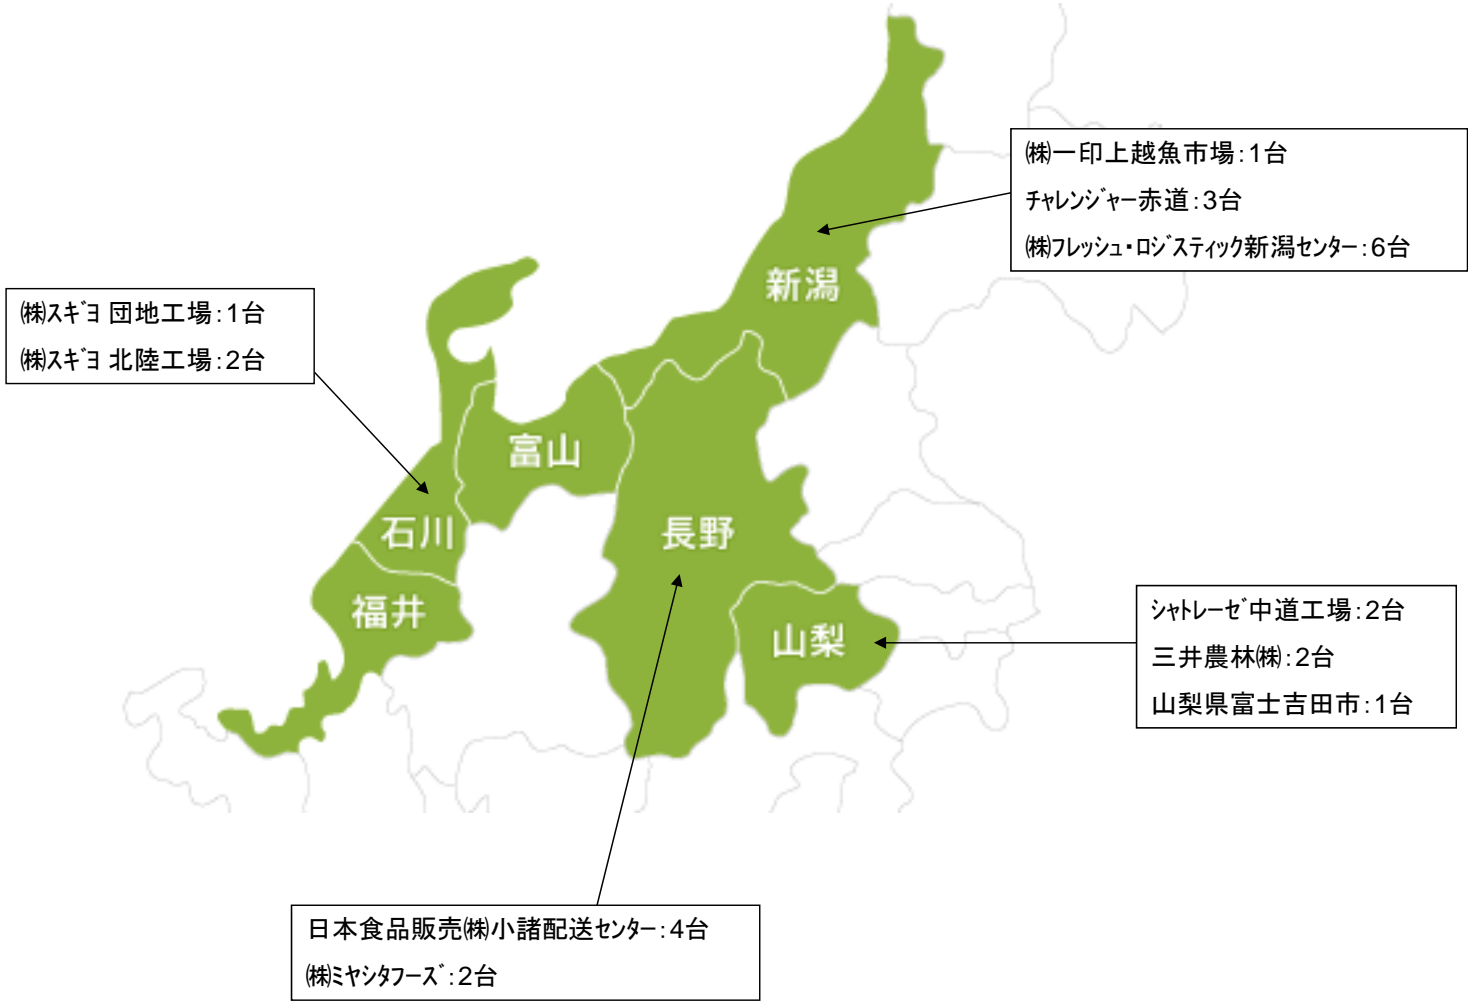 ㈱一印上越魚市場:1台
ﾁｬﾚﾝｼﾞｬｰ赤道:3台
㈱ﾌﾚｯｼｭ・ﾛｼﾞｽﾃｨｯｸ新潟ｾﾝﾀｰ:6台
新潟
㈱ｽｷﾞﾖ 団地工場:1台
㈱ｽｷﾞﾖ 北陸工場:2台
富山
石川
長野
福井
山梨
ｼｬﾄﾚｰｾﾞ中道工場:2台
三井農林㈱:2台
山梨県富士吉田市:1台
日本食品販売㈱小諸配送ｾﾝﾀｰ:4台
㈱ﾐﾔｼﾀﾌｰｽﾞ:2台